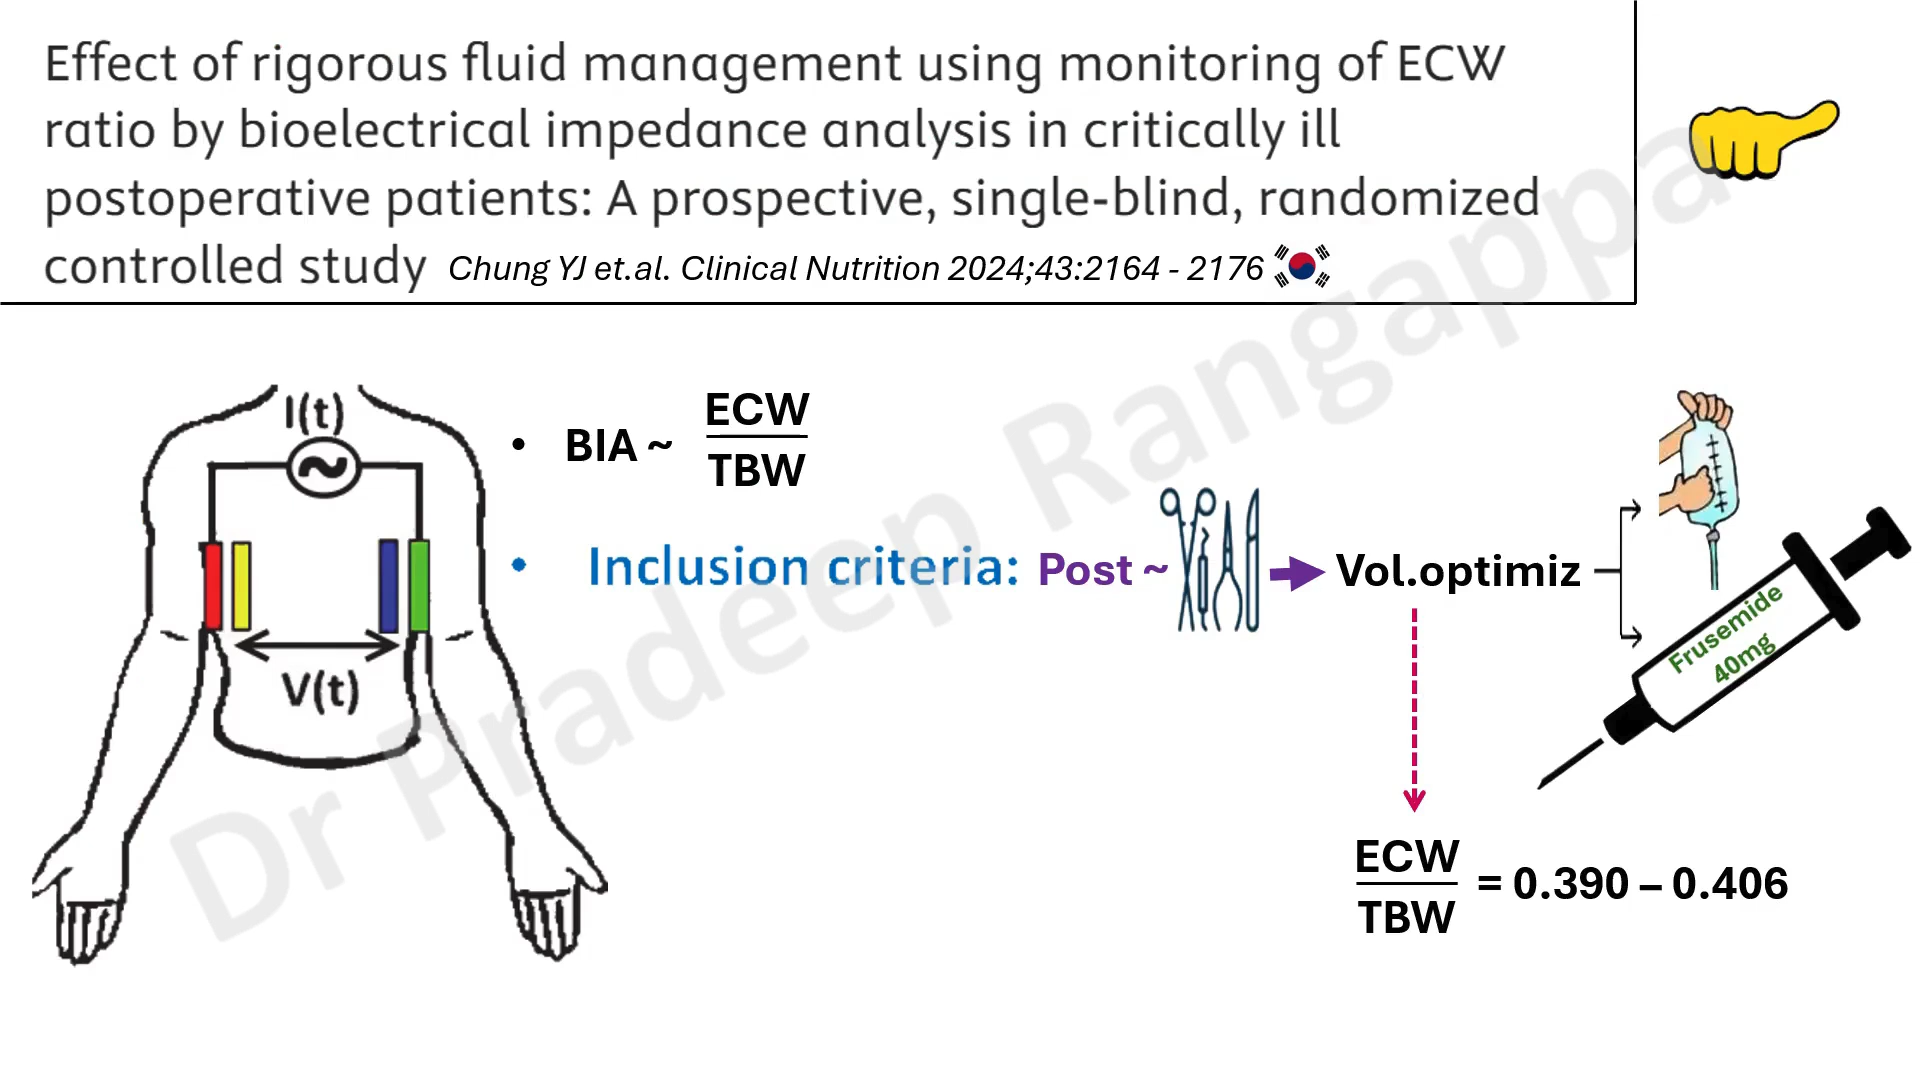 Effect of rigorous fluid management using monitoring of ECW
ratio by bioelectrical impedance analysis in critically ill
postoperative patients: A prospective, single-blind, randomized
controlled study Chung YJ et.al. Clinical Nutrition 2024;43:2164 - 2176
I(t)
V(t)
• BIA ~ ECW
TBW
• Inclusion criteria: Post ~ Vol.optimiz
Frusemide
40mg
ECW
TBW = 0.390 – 0.406
Dr Pradeep Rangappa